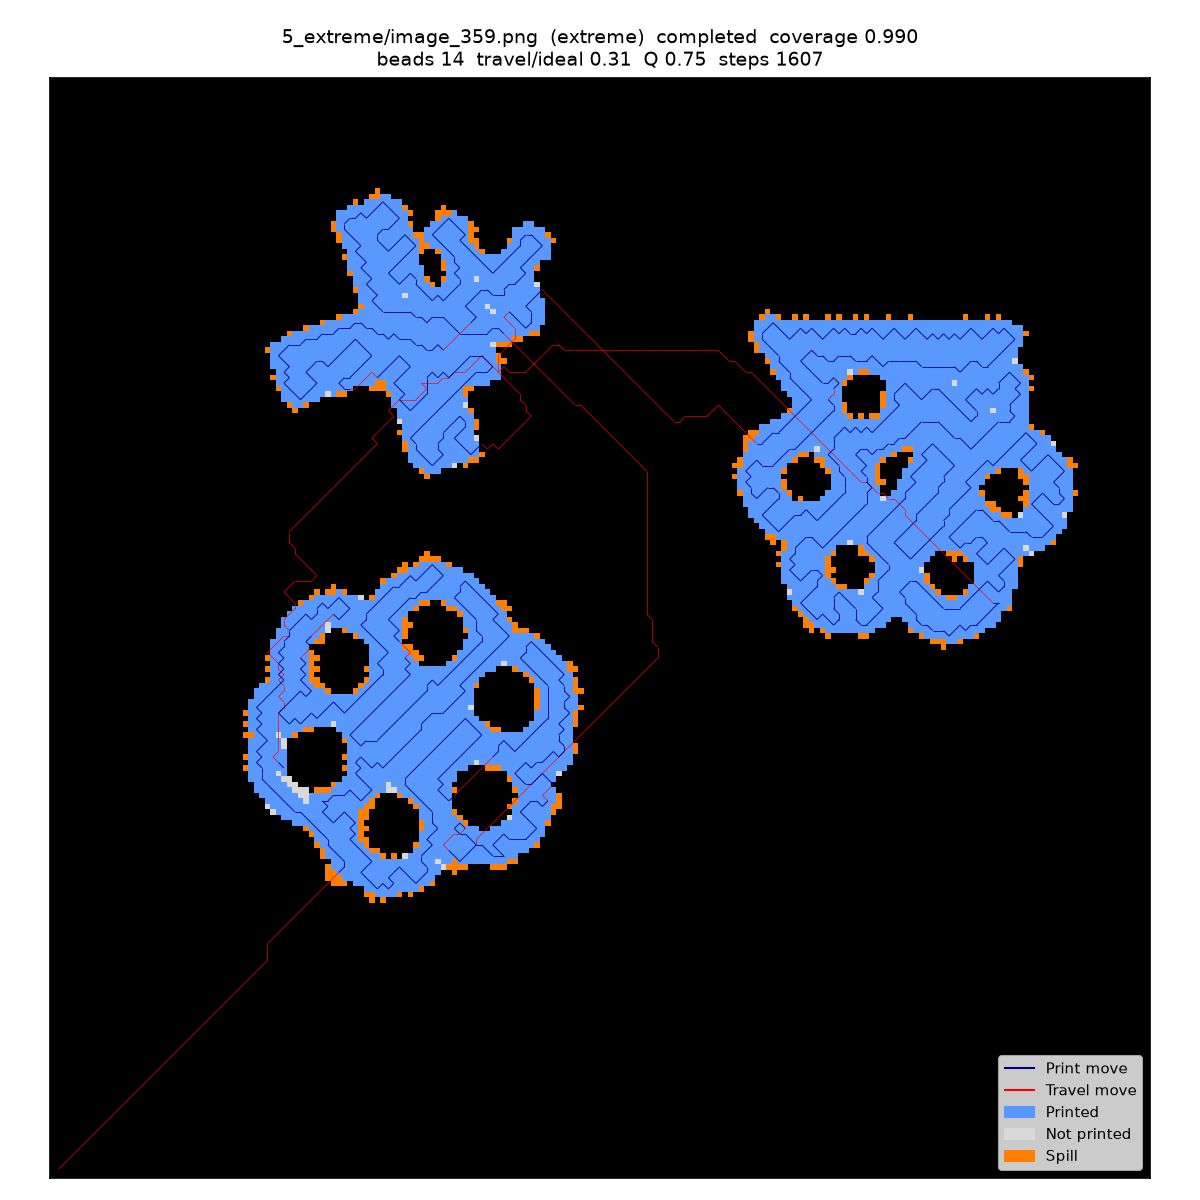 5_extreme/image_359.png  (extreme)  completed  coverage 0.990
beads 14  travel/ideal 0.31  Q 0.75  steps 1607
Print move
Travel move
Printed
Not printed
Spill